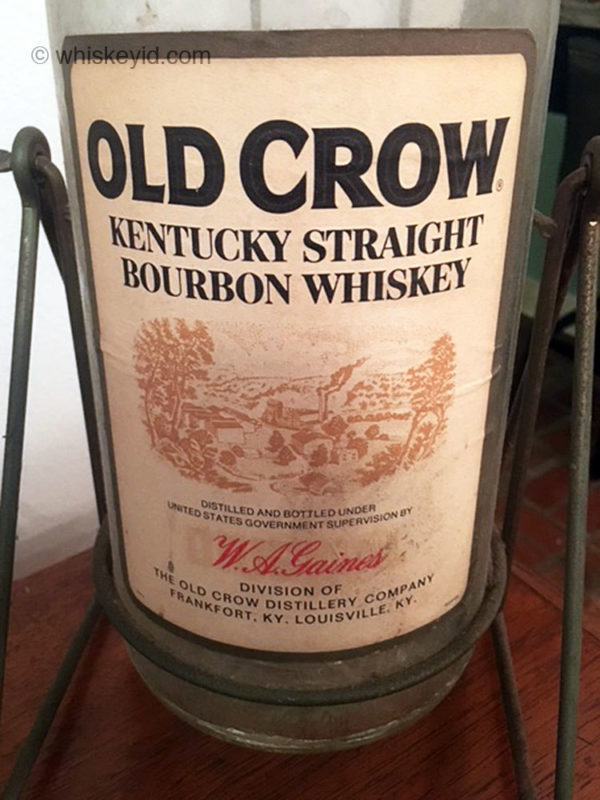 © whiskeyid.com
OLD CROW®
KENTUCKY STRAIGHT
BOURBON WHISKEY
DISTILLED AND BOTTLED UNDER
UNITED STATES GOVERNMENT SUPERVISION BY
W.A.Gaines
DIVISION OF
THE OLD CROW DISTILLERY COMPANY
FRANKFORT, KY. LOUISVILLE, KY.